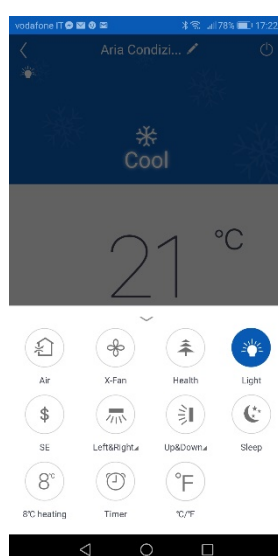 vodafone IT 78% 17:22
Aria Condizi...
Cool
21 °C
Air X-Fan Health Light
$
SE Left&Right Up&Down Sleep
8°C °F
8°C heating Timer °C/°F